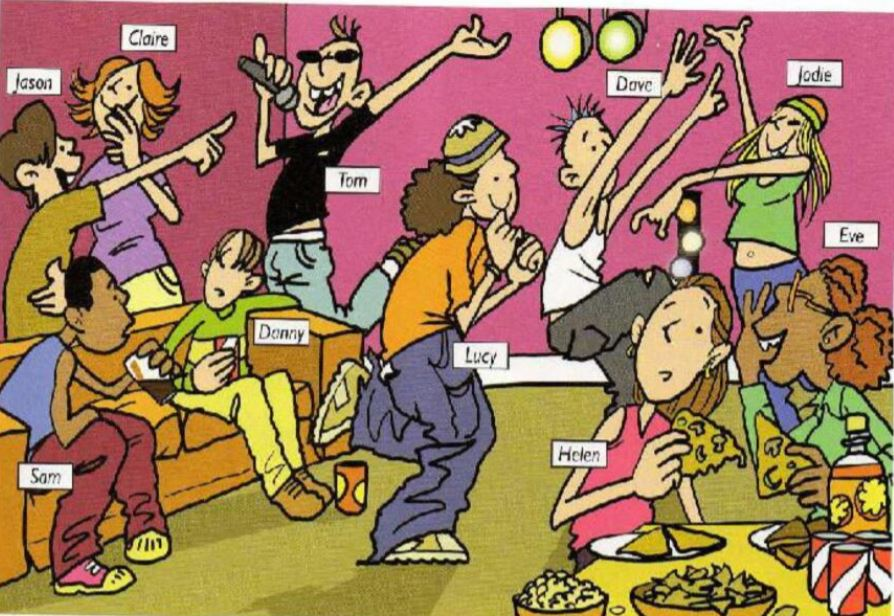 Claire
Jason
Dave
Jodie
Tom
Eve
Danny
Lucy
Helen
Sam